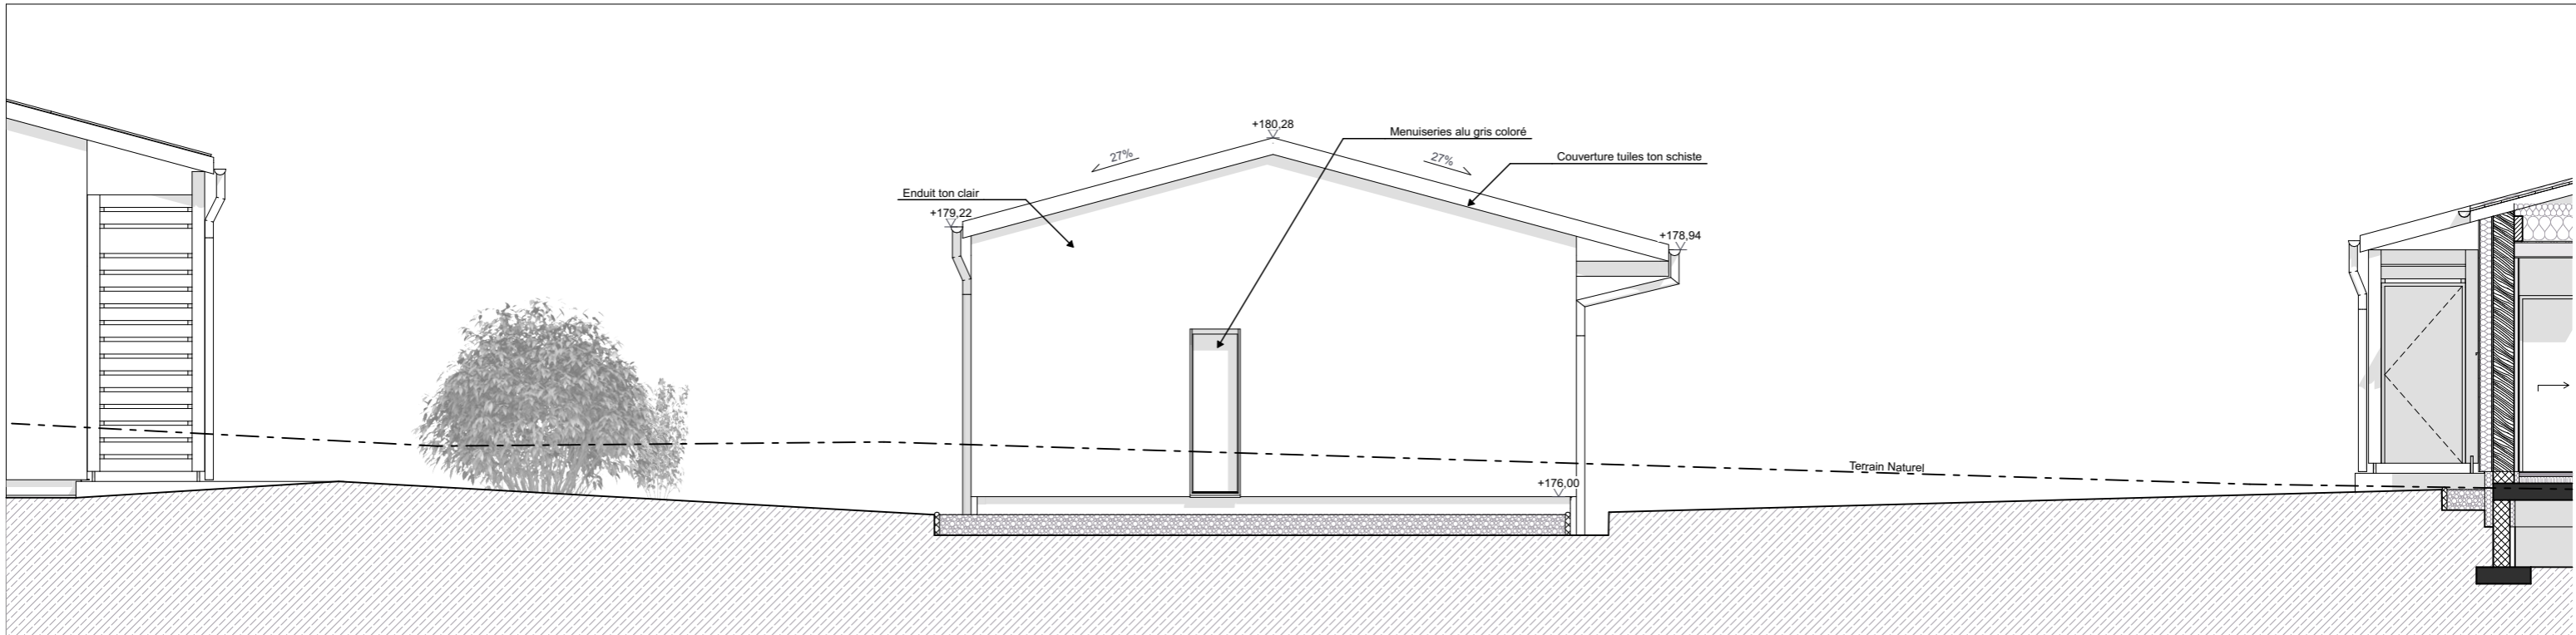 +180,28
Menuiseries alu gris coloré
27%
27%
Couverture tuiles ton schiste
Enduit ton clair
+179,22
+178,94
Terrain Naturel
+176,00